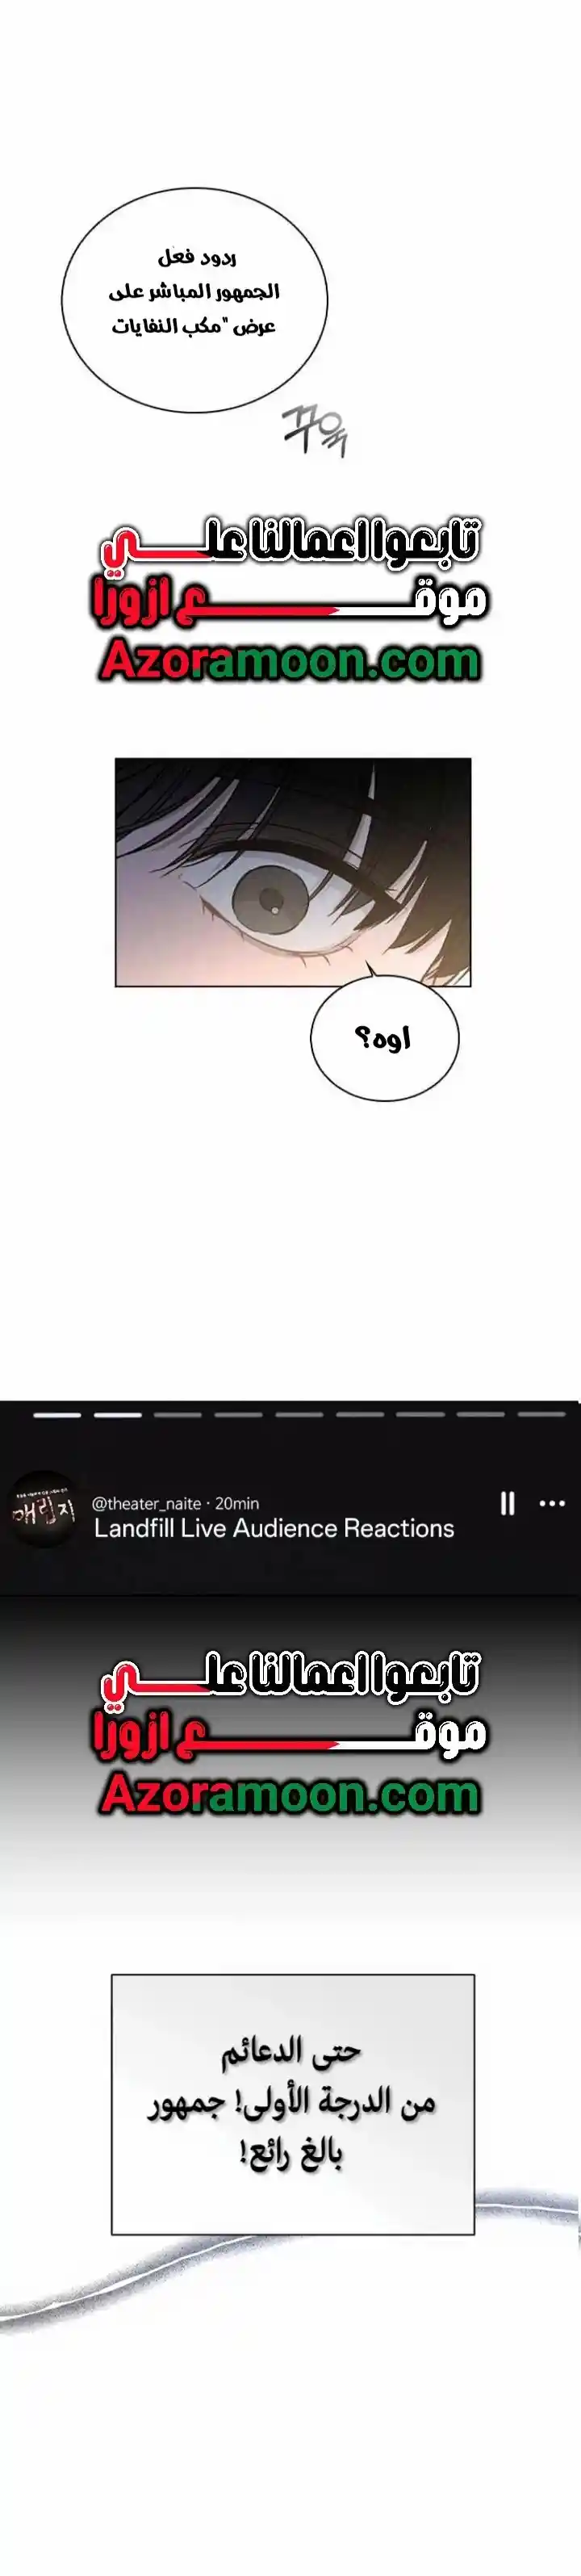 ردود فعل
الجمهور المباشر على
عرض "مكب النفايات
꾸욱
تابعوا اعمالنا علي
موقع ازورا
Azoramoon.com
اوه؟
매립지
@theater_naite · 20min
Landfill Live Audience Reactions
تابعوا اعمالنا علي
موقع ازورا
Azoramoon.com
حتى الدعائم
من الدرجة الأولى! جمهور
بالغ رائع!